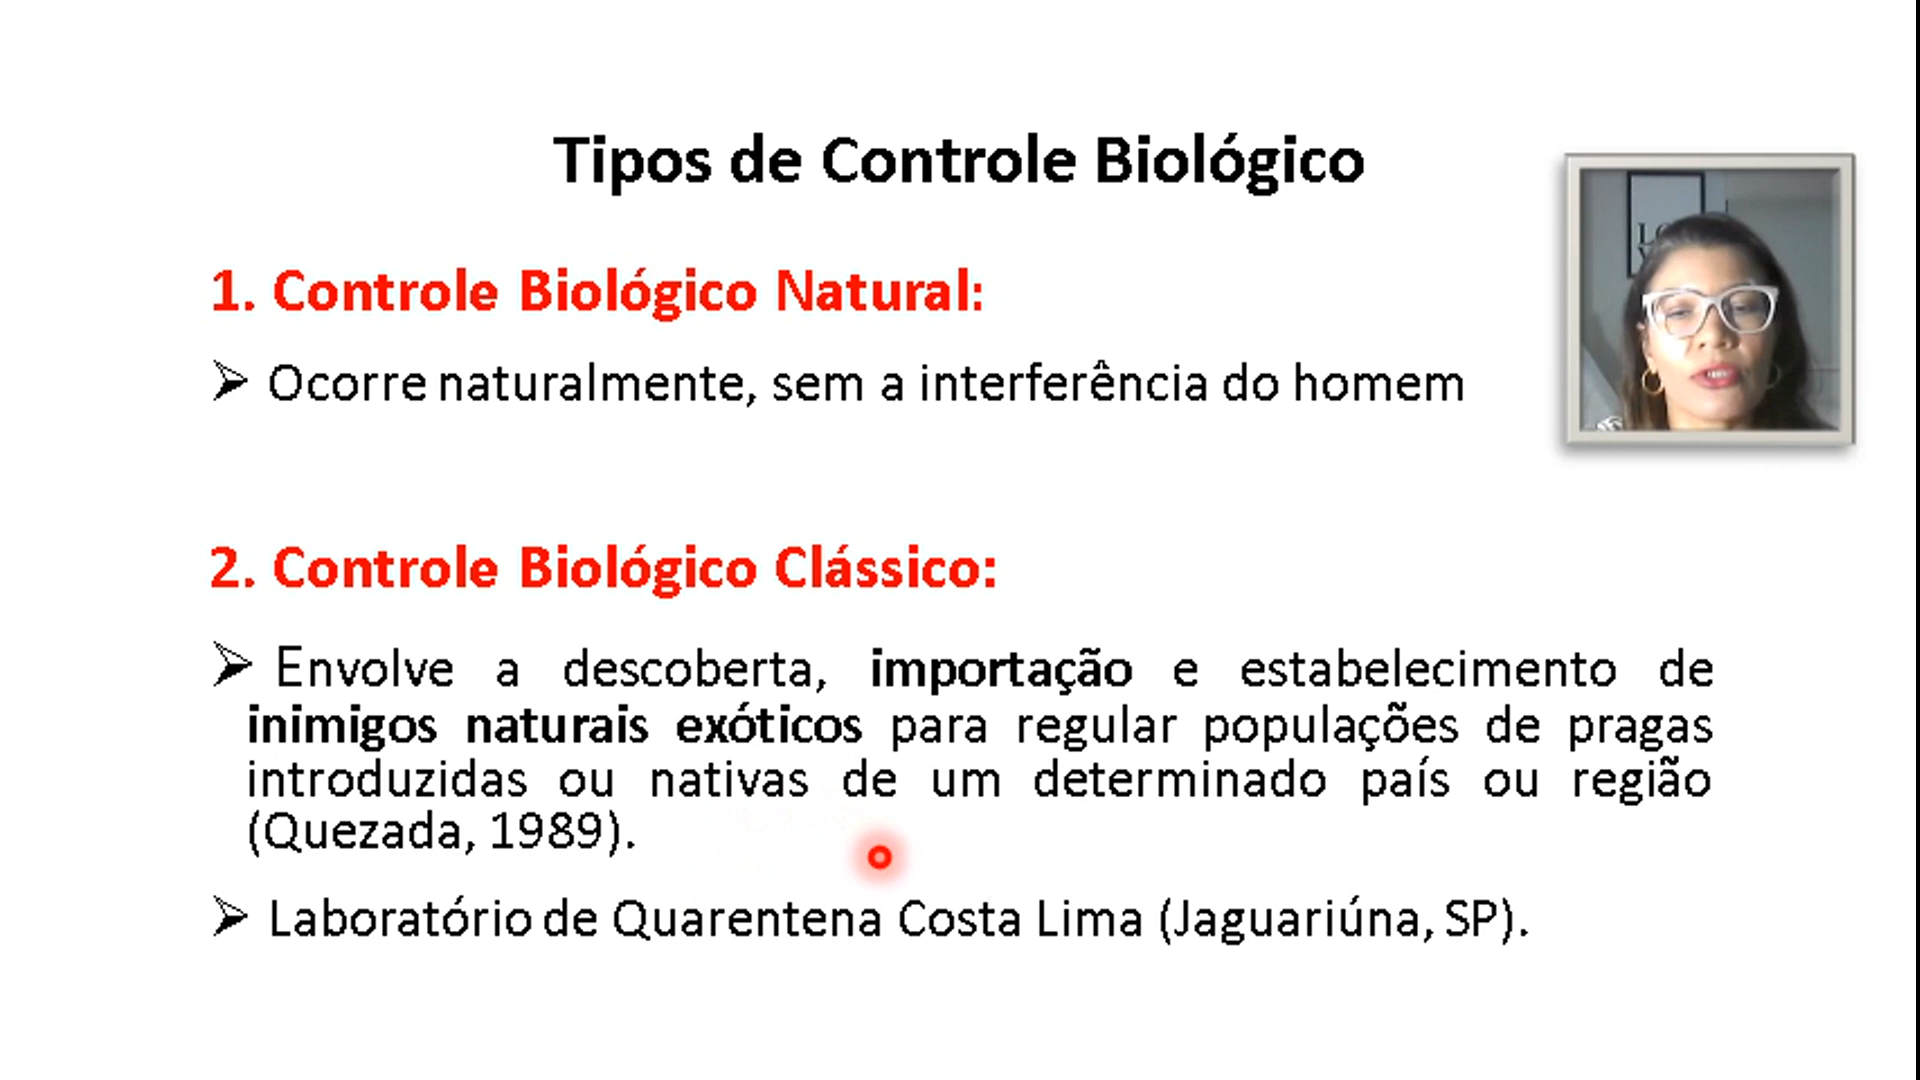 Tipos de Controle Biológico
1. Controle Biológico Natural:
➢ Ocorre naturalmente, sem a interferência do homem
2. Controle Biológico Clássico:
➢ Envolve a descoberta, importação e estabelecimento de
inimigos naturais exóticos para regular populações de pragas
introduzidas ou nativas de um determinado país ou região
(Quezada, 1989).
➢ Laboratório de Quarentena Costa Lima (Jaguariúna, SP).